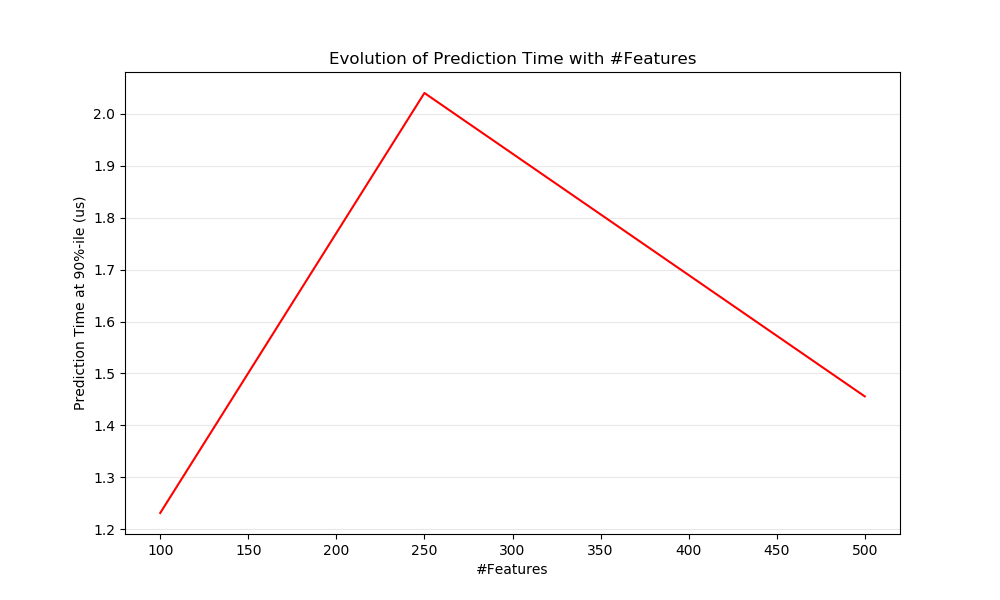 Evolution of Prediction Time with #Features
Prediction Time at 90%-ile (us)
2.0
1.9
1.8
1.7
1.6
1.5
1.4
1.3
1.2
100 150 200 250 300 350 400 450 500
#Features